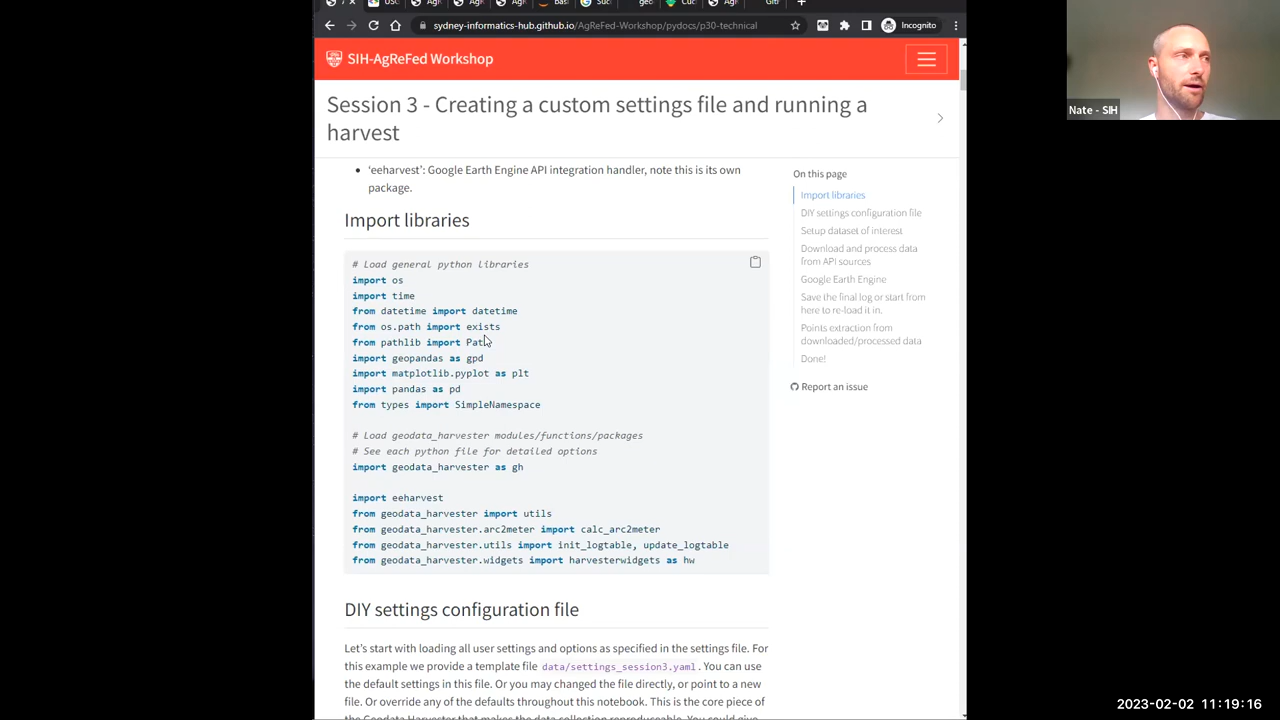 sydney-informatics-hub.github.io/AgReFed-Workshop/pydocs/p30-technical
Incognito
SIH-AgReFed Workshop
Session 3 - Creating a custom settings file and running a
harvest
• 'eeharvest': Google Earth Engine API integration handler, note this is its own
package.
Import libraries
# Load general python libraries
import os
import time
from datetime import datetime
from os.path import exists
from pathlib import Path
import geopandas as gpd
import matplotlib.pyplot as plt
import pandas as pd
from types import SimpleNamespace
# Load geodata_harvester modules/functions/packages
# See each python file for detailed options
import geodata_harvester as gh
import eeharvest
from geodata_harvester import utils
from geodata_harvester.arc2meter import calc_arc2meter
from geodata_harvester.utils import init_logtable, update_logtable
from geodata_harvester.widgets import harvesterwidgets as hw
DIY settings configuration file
Let's start with loading all user settings and options as specified in the settings file. For
this example we provide a template file data/settings_session3.yaml. You can use
the default settings in this file. Or you may changed the file directly, or point to a new
file. Or override any of the defaults throughout this notebook. This is the core piece of
the Geodata Harvester that makes the data collection reproduceable. You could give
On this page
Import libraries
DIY settings configuration file
Setup dataset of interest
Download and process data
from API sources
Google Earth Engine
Save the final log or start from
here to re-load it in.
Points extraction from
downloaded/processed data
Done!
Report an issue
Nate - SIH
2023-02-02 11:19:16